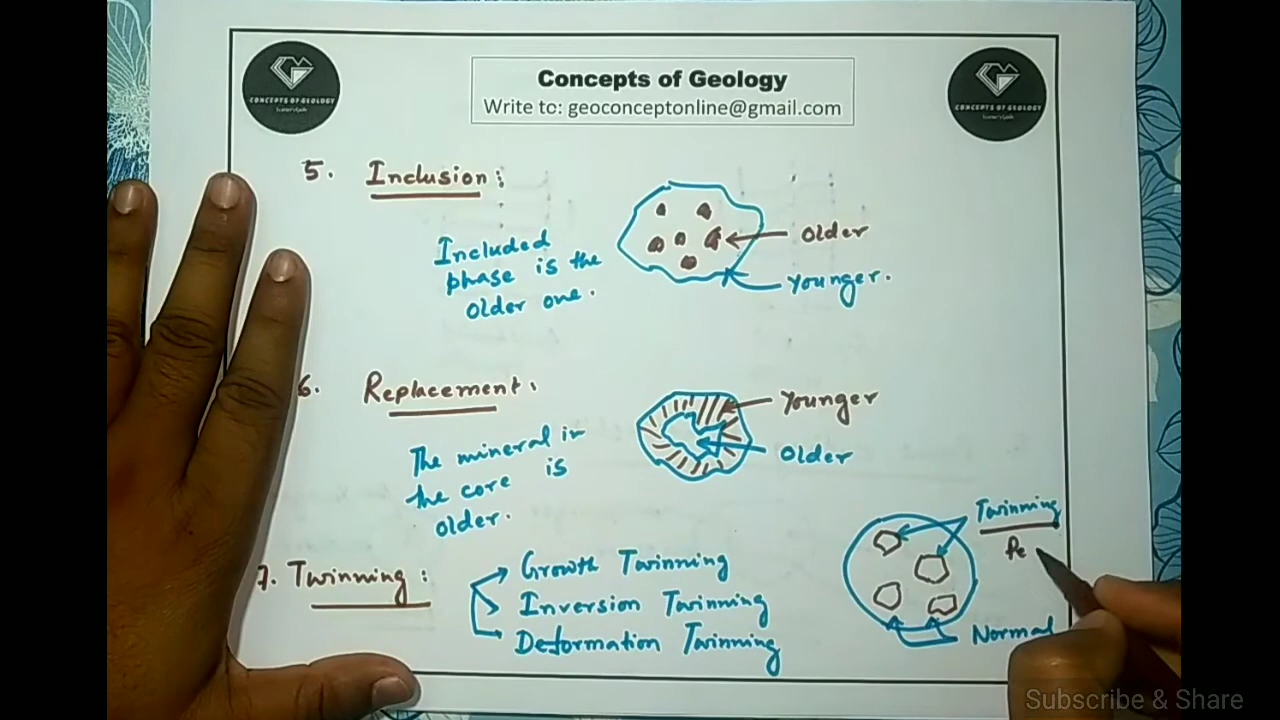 CONCEPTS OF GEOLOGY
Concepts of Geology
Write to: geoconceptonline@gmail.com
CONCEPTS OF GEOLOGY
5. Inclusion:
Included
phase is the
older one.
Older
Younger.
6. Replacement:
The mineral in
the core is
older.
Younger
Older
7. Twinning:
Growth Twinning
Inversion Twinning
Deformation Twinning
Twinning
Pe
Normal
Subscribe & Share